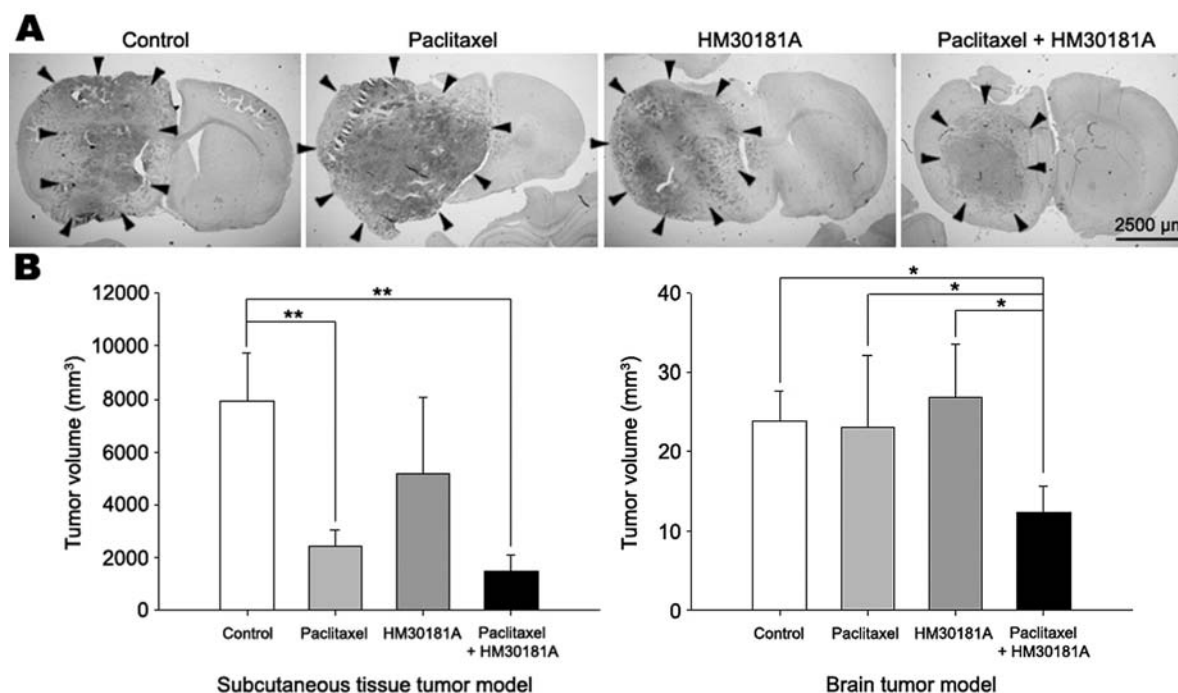 A
Control
Paclitaxel
HM30181A
Paclitaxel + HM30181A
2500 µm
B
Tumor volume (mm³)
12000
10000
8000
6000
4000
2000
0
**
**
Control
Paclitaxel
HM30181A
Paclitaxel
+ HM30181A
Subcutaneous tissue tumor model
Tumor volume (mm³)
40
30
20
10
0
*
*
*
Control
Paclitaxel
HM30181A
Paclitaxel
+ HM30181A
Brain tumor model